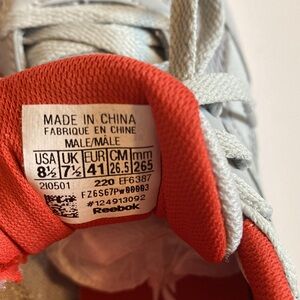 MADE IN CHINA
FABRIQUE EN CHINE
MALE/MÂLE
USA UK EUR CM mm
8½ 7½ 41 26.5 265
2I0501 220 EF6387
FZ6S67PW00003
#124913092
Reebok